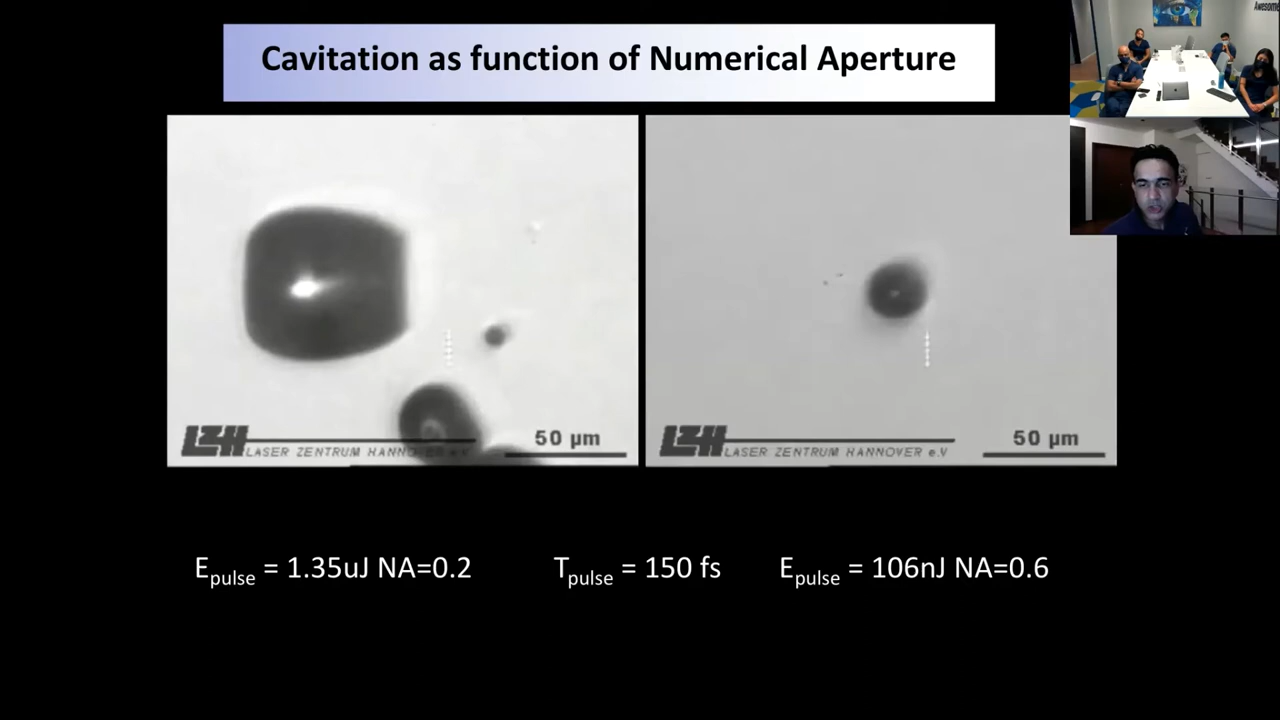 Cavitation as function of Numerical Aperture
Awesome
LZH
LASER ZENTRUM HANNOVER e.V
50 µm
LZH
LASER ZENTRUM HANNOVER e.V
50 µm
Epulse = 1.35uJ NA=0.2
Tpulse = 150 fs
Epulse = 106nJ NA=0.6